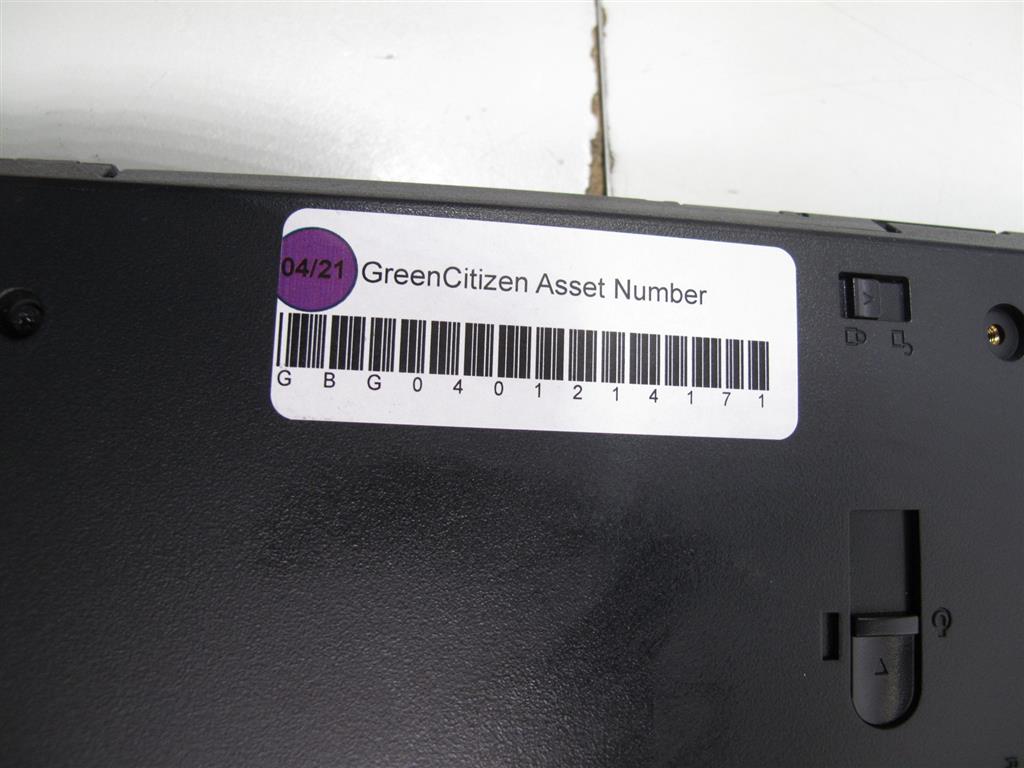 04/21 GreenCitizen Asset Number
G B G 0 4 0 1 2 1 4 1 7 1